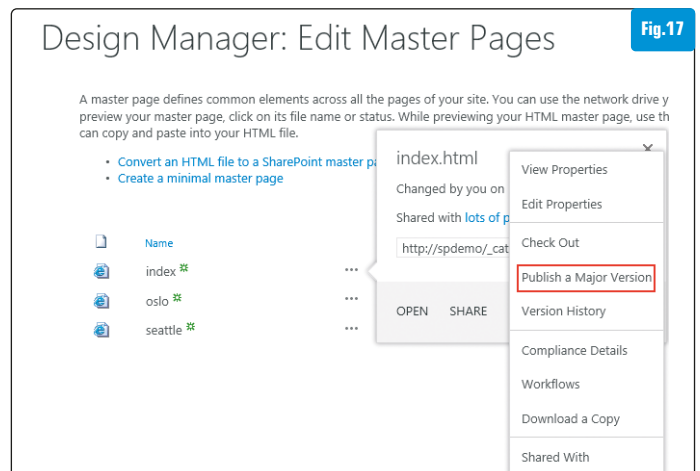 Design Manager: Edit Master Pages
Fig.17
A master page defines common elements across all the pages of your site. You can use the network drive y
preview your master page, click on its file name or status. While previewing your HTML master page, use th
can copy and paste into your HTML file.
• Convert an HTML file to a SharePoint master pa
• Create a minimal master page
Name
index
oslo
seattle
index.html
Changed by you on
Shared with lots of p
http://spdemo/_cat
OPEN SHARE
View Properties
Edit Properties
Check Out
Publish a Major Version
Version History
Compliance Details
Workflows
Download a Copy
Shared With